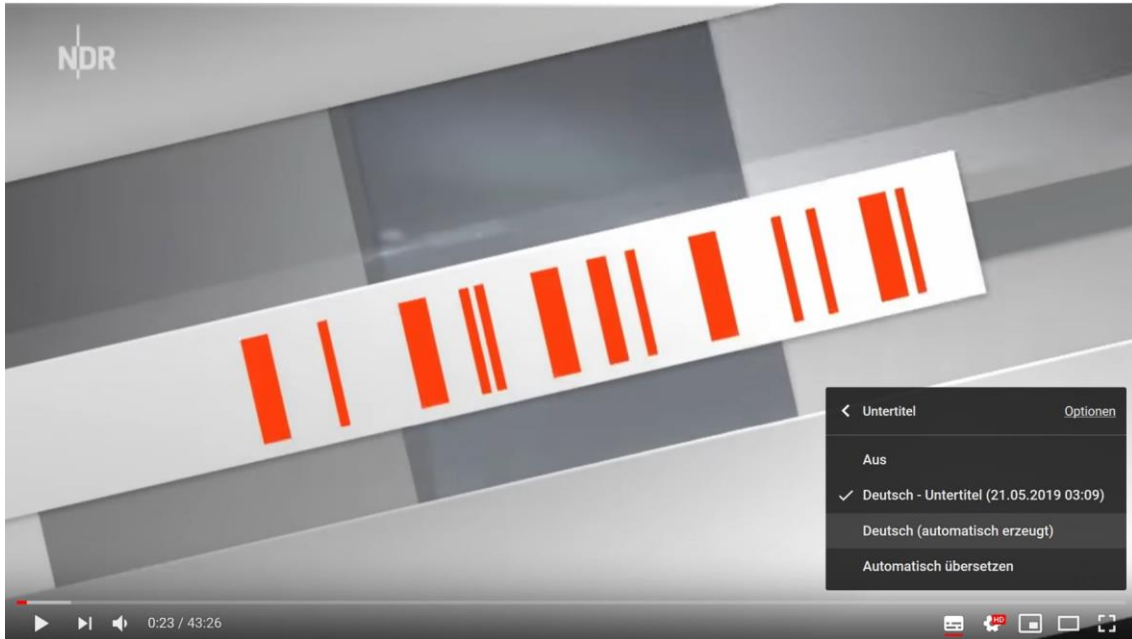 NDR
Untertitel Optionen
Aus
Deutsch - Untertitel (21.05.2019 03:09)
Deutsch (automatisch erzeugt)
Automatisch übersetzen
0:23 / 43:26
HD